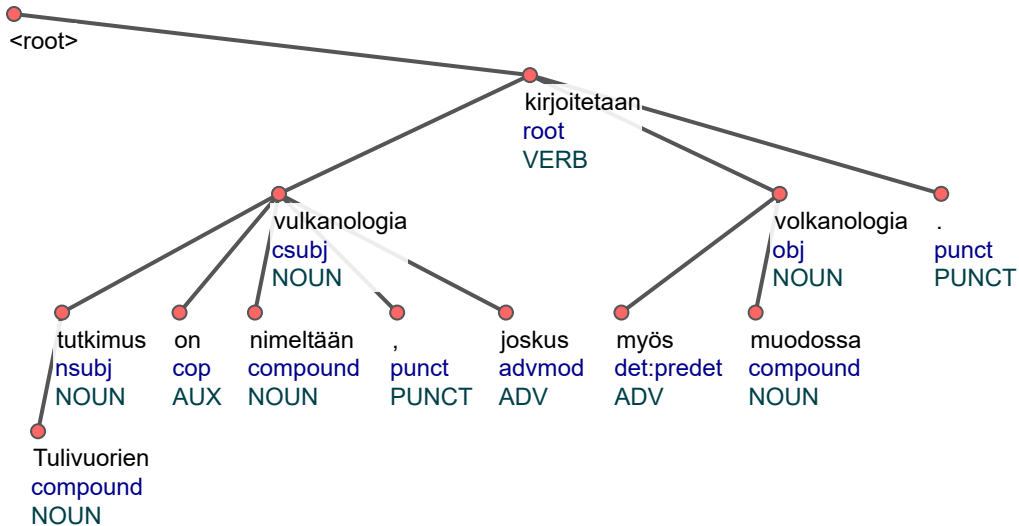 <root>
kirjoitetaan
root
VERB
vulkanologia
csubj
NOUN
volkanologia
obj
NOUN
.
punct
PUNCT
tutkimus
nsubj
NOUN
on
cop
AUX
nimeltään
compound
NOUN
,
punct
PUNCT
joskus
advmod
ADV
myös
det:predet
ADV
muodossa
compound
NOUN
Tulivuorien
compound
NOUN